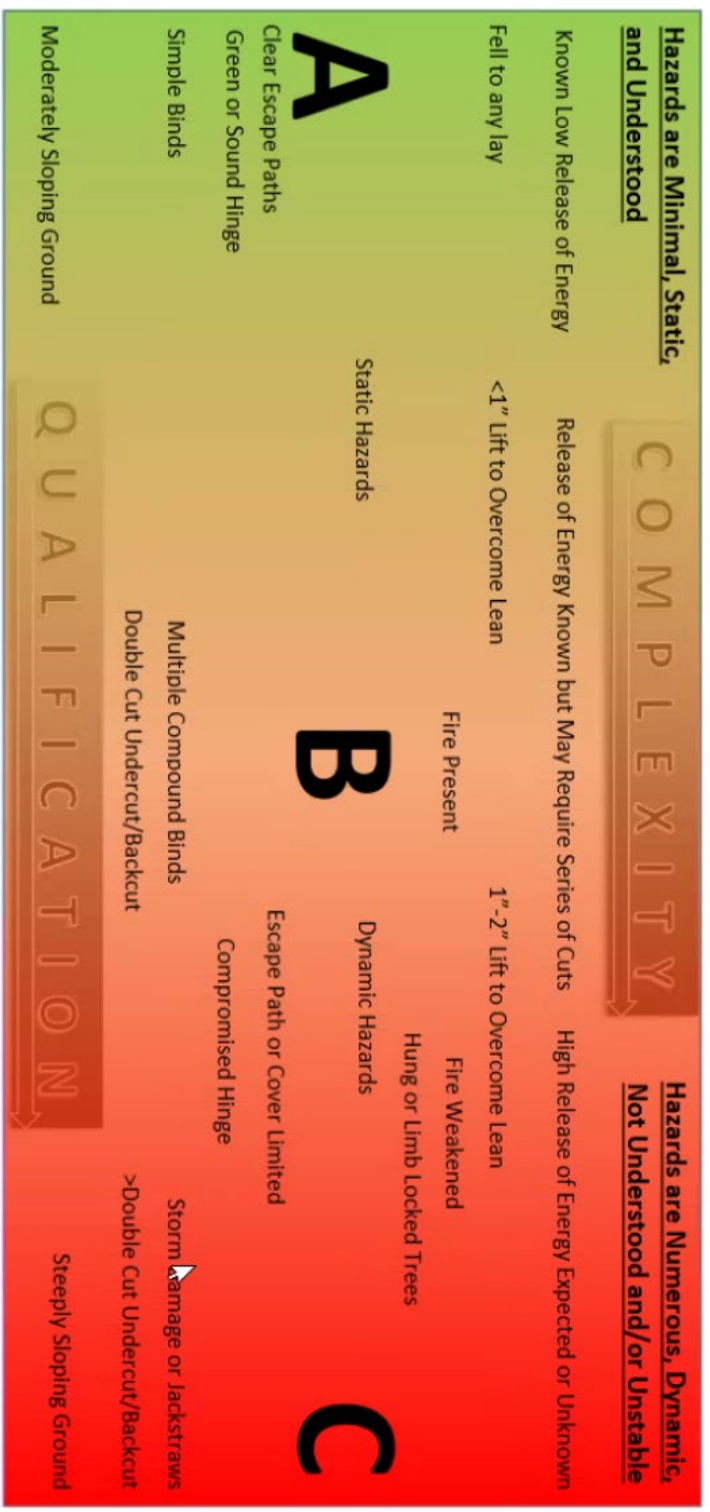 Hazards are Minimal, Static,
and Understood
C O M P L E X I T Y
Hazards are Numerous, Dynamic,
Not Understood and/or Unstable
Known Low Release of Energy
Release of Energy Known but May Require Series of Cuts
High Release of Energy Expected or Unknown
Fell to any lay
<1" Lift to Overcome Lean
1"-2" Lift to Overcome Lean
Fire Present
Fire Weakened
Hung or Limb Locked Trees
Static Hazards
Dynamic Hazards
A
B
C
Clear Escape Paths
Escape Path or Cover Limited
Green or Sound Hinge
Compromised Hinge
Simple Binds
Multiple Compound Binds
Storm Damage or Jackstraws
Double Cut Undercut/Backcut
>Double Cut Undercut/Backcut
Moderately Sloping Ground
Q U A L I F I C A T I O N
Steeply Sloping Ground